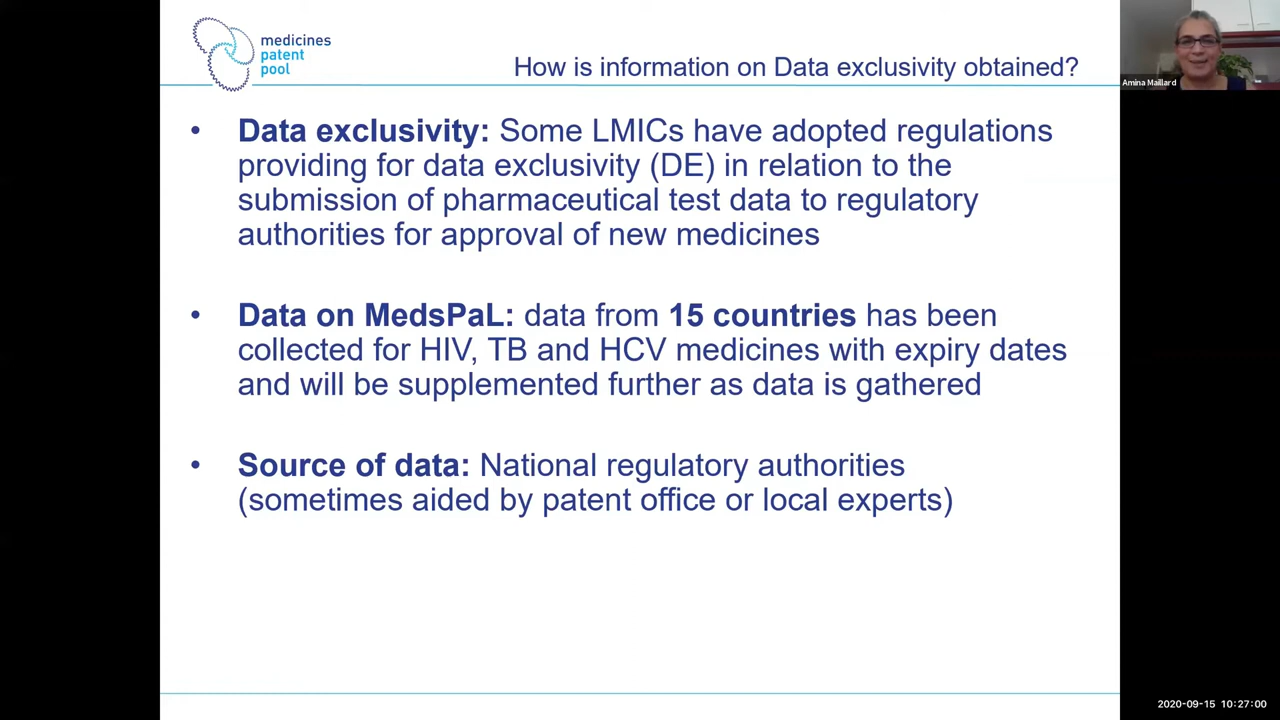 medicines
patent
pool
How is information on Data exclusivity obtained?
Amina Maillard
• Data exclusivity: Some LMICs have adopted regulations
providing for data exclusivity (DE) in relation to the
submission of pharmaceutical test data to regulatory
authorities for approval of new medicines
• Data on MedsPaL: data from 15 countries has been
collected for HIV, TB and HCV medicines with expiry dates
and will be supplemented further as data is gathered
• Source of data: National regulatory authorities
(sometimes aided by patent office or local experts)
2020-09-15 10:27:00